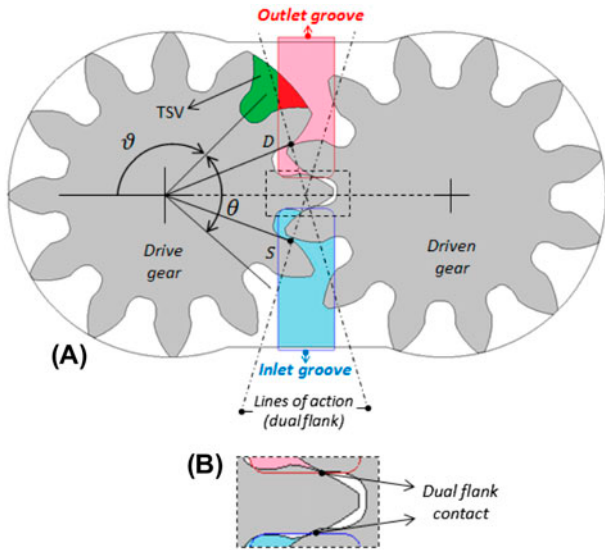 Outlet groove
TSV
D
ϑ
θ
S
Drive
gear
Driven
gear
(A)
Inlet groove
Lines of action
(dual flank)
(B)
Dual flank
contact